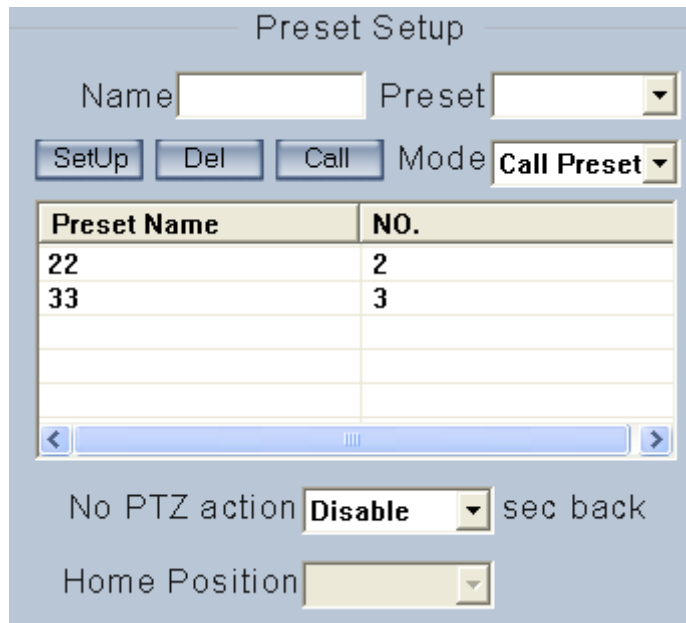 Preset Setup
Name Preset
SetUp Del Call Mode Call Preset
Preset Name NO.
22 2
33 3
No PTZ action Disable sec back
Home Position